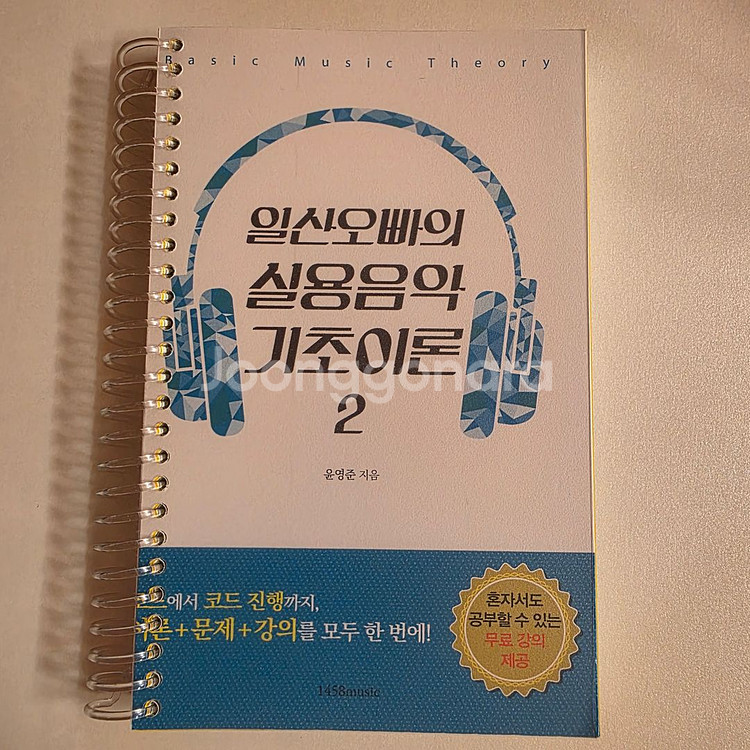 Basic Music Theory
일산오빠의
실용음악
기초이론
Joonggonara
2
윤영준 지음
에서 코드 진행까지,
이론+문제+강의를 모두 한 번에!
혼자서도
공부할 수 있는
무료 강의
제공
1458music